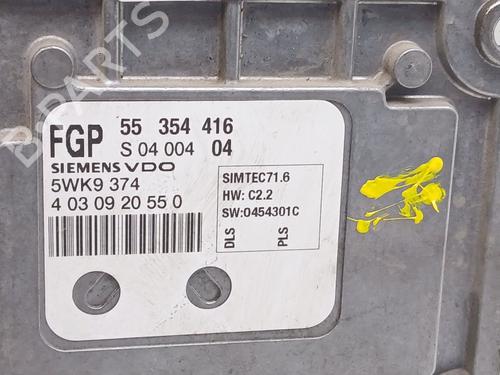 B-PARTS
FGP 55 354 416
S 04 004 04
SIEMENS VDO
5WK9 374
4 03 09 20 55 0
SIMTEC71.6
HW: C2.2
SW:0454301C
DLS
PLS